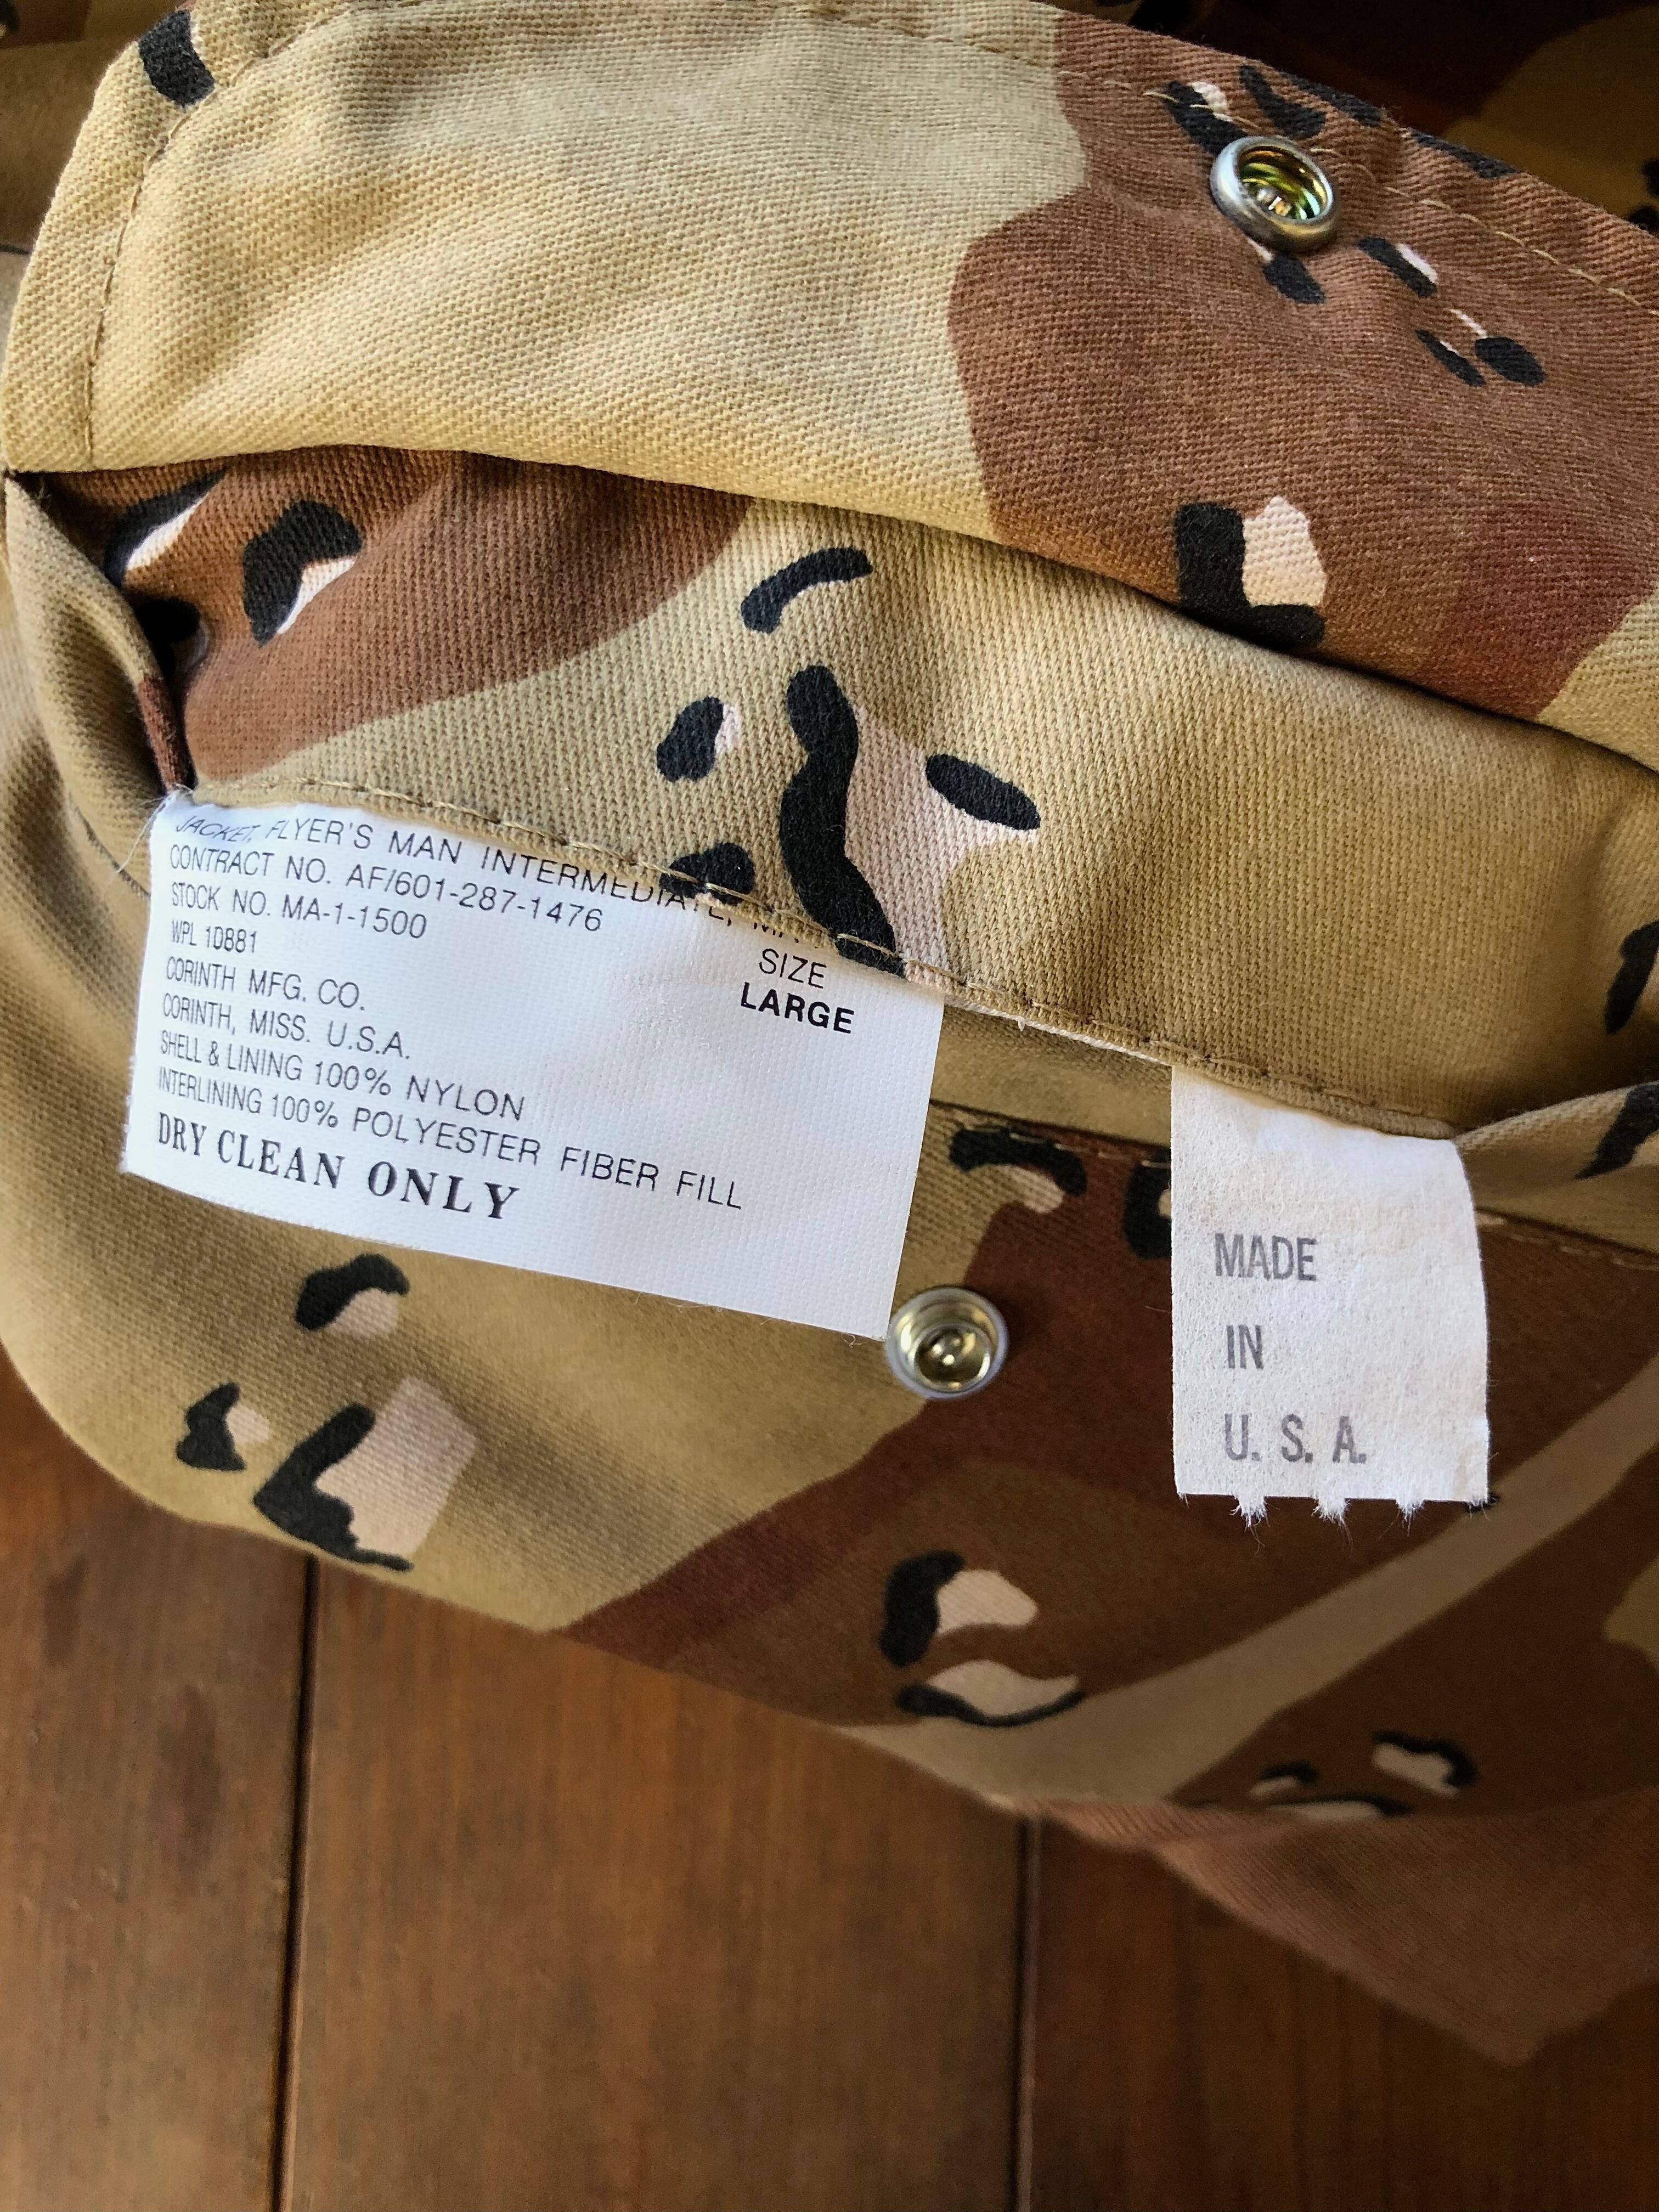 JACKET, FLYER'S MAN INTERMEDIATE,
CONTRACT NO. AF/601-287-1476
STOCK NO. MA-1-1500
WPL 10881
CORINTH MFG. CO.
CORINTH, MISS. U.S.A.
SHELL & LINING 100% NYLON
INTERLINING 100% POLYESTER FIBER FILL
DRY CLEAN ONLY
SIZE
LARGE
MADE
IN
U. S. A.